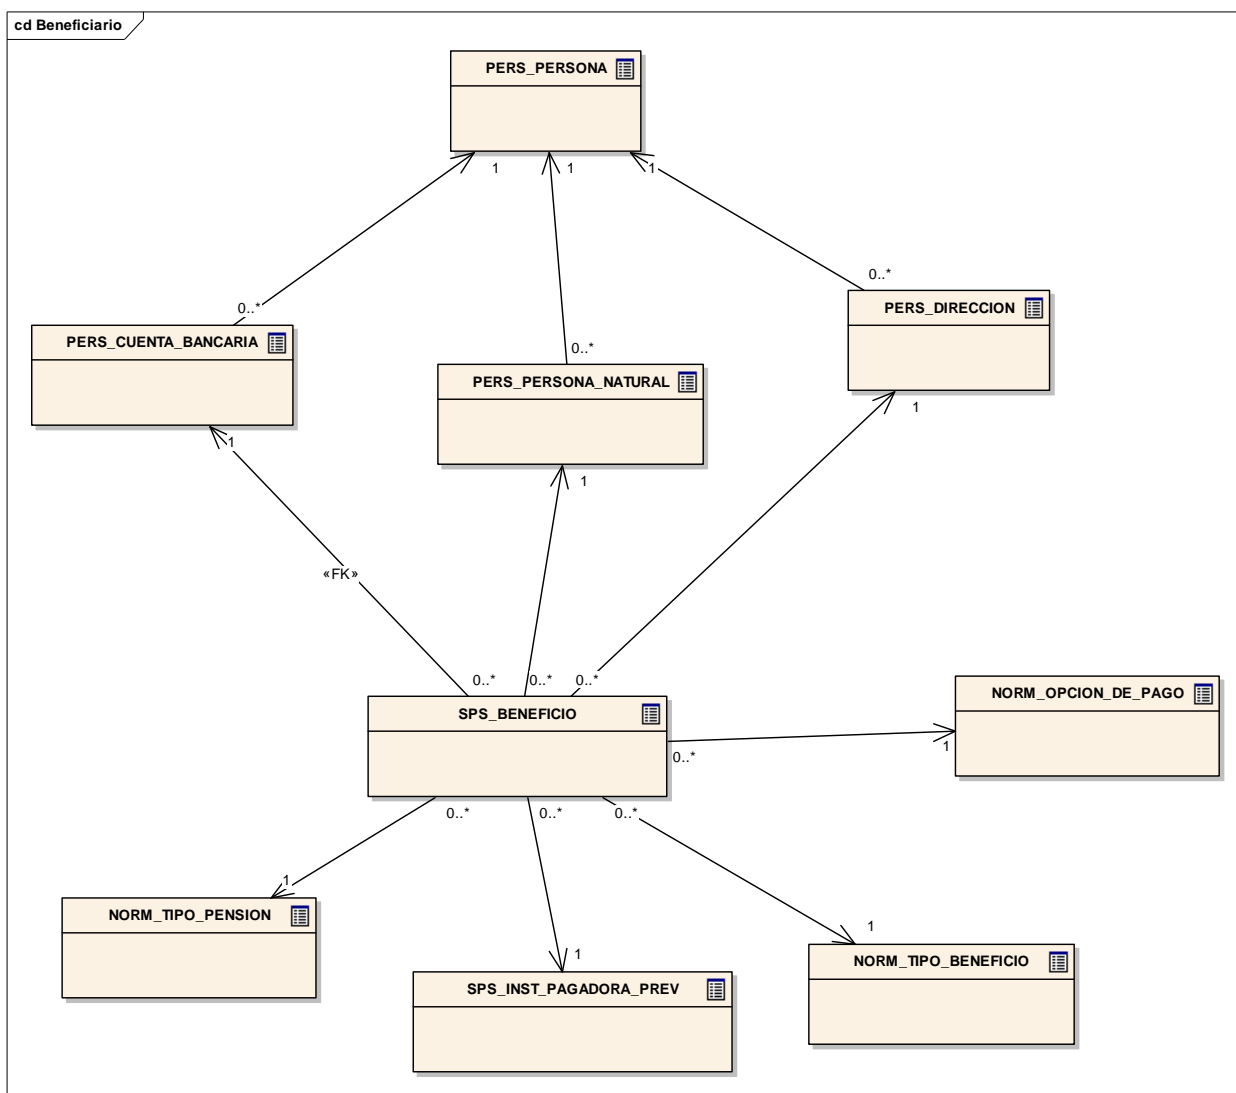 cd Beneficiario
PERS_PERSONA
1
1
1
0..*
0..*
0..*
PERS_CUENTA_BANCARIA
PERS_PERSONA_NATURAL
PERS_DIRECCION
1
1
1
«FK»
0..*
0..*
0..*
SPS_BENEFICIO
NORM_OPCION_DE_PAGO
0..*
1
0..*
0..*
0..*
1
1
1
NORM_TIPO_PENSION
SPS_INST_PAGADORA_PREV
NORM_TIPO_BENEFICIO